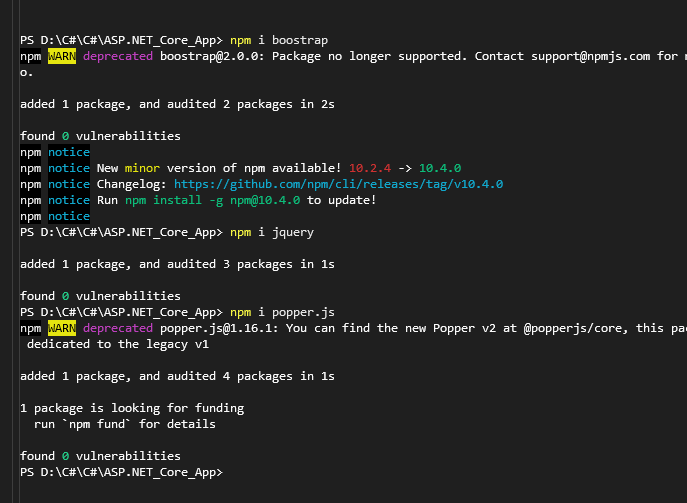 PS D:\C#\C#\ASP.NET_Core_App> npm i boostrap
npm WARN deprecated boostrap@2.0.0: Package no longer supported. Contact support@npmjs.com for
o.
added 1 package, and audited 2 packages in 2s
found 0 vulnerabilities
npm notice
npm notice New minor version of npm available! 10.2.4 -> 10.4.0
npm notice Changelog: https://github.com/npm/cli/releases/tag/v10.4.0
npm notice Run npm install -g npm@10.4.0 to update!
npm notice
PS D:\C#\C#\ASP.NET_Core_App> npm i jquery
added 1 package, and audited 3 packages in 1s
found 0 vulnerabilities
PS D:\C#\C#\ASP.NET_Core_App> npm i popper.js
npm WARN deprecated popper.js@1.16.1: You can find the new Popper v2 at @popperjs/core, this pa
dedicated to the legacy v1
added 1 package, and audited 4 packages in 1s
1 package is looking for funding
run `npm fund` for details
found 0 vulnerabilities
PS D:\C#\C#\ASP.NET_Core_App>